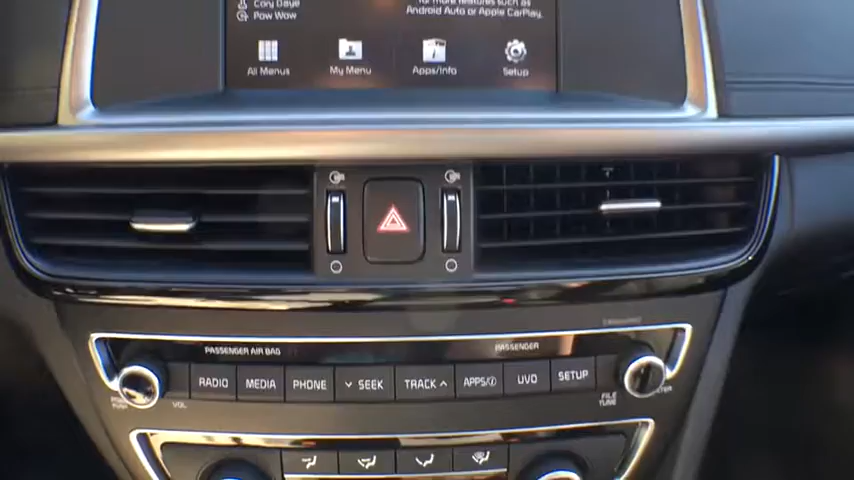 Cory Daye
Pow Wow!
for more features such as
Android Auto or Apple CarPlay.
All Menus
My Menu
Apps/Info
Setup
PASSENGER AIR BAG
PASSENGER
RADIO
MEDIA
PHONE
SEEK
TRACK
APPS
UVO
SETUP
VOL
FILE
TUNE